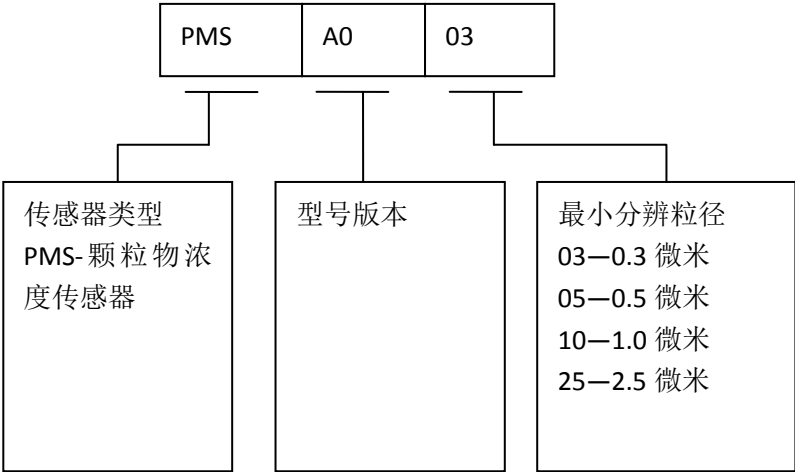 PMS A0 03
传感器类型
PMS-颗粒物浓
度传感器
型号版本
最小分辨粒径
03—0.3 微米
05—0.5 微米
10—1.0 微米
25—2.5 微米